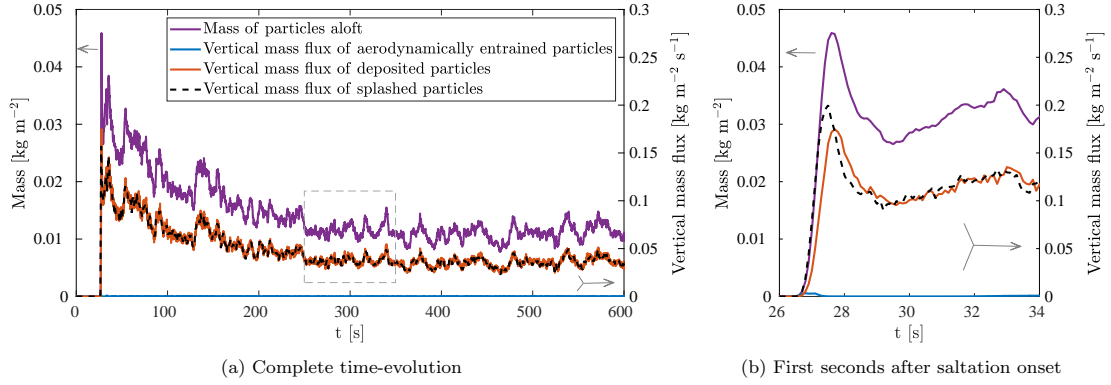 Mass of particles aloft
Vertical mass flux of aerodynamically entrained particles
Vertical mass flux of deposited particles
Vertical mass flux of splashed particles
Mass [kg m⁻²]
0.05
0.04
0.03
0.02
0.01
0
0 100 200 300 400 500 600
t [s]
0.3
0.25
0.2
0.15
0.1
0.05
0
Vertical mass flux [kg m⁻² s⁻¹]
(a) Complete time-evolution
Mass [kg m⁻²]
0.05
0.04
0.03
0.02
0.01
0
26 28 30 32 34
t [s]
0.3
0.25
0.2
0.15
0.1
0.05
0
Vertical mass flux [kg m⁻² s⁻¹]
(b) First seconds after saltation onset